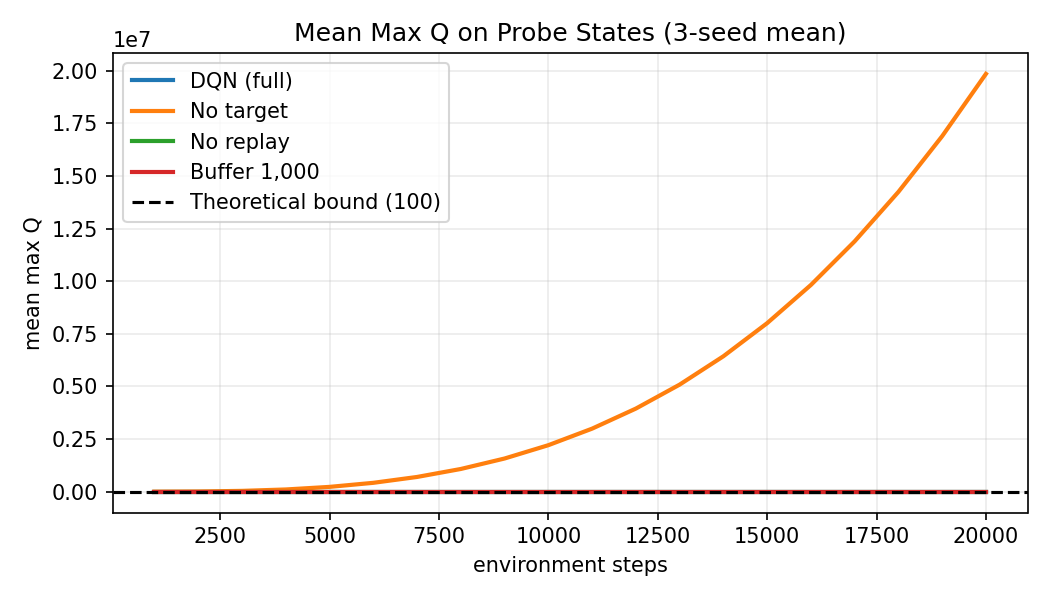 Mean Max Q on Probe States (3-seed mean)
1e7
2.00
1.75
1.50
1.25
1.00
0.75
0.50
0.25
0.00
mean max Q
DQN (full)
No target
No replay
Buffer 1,000
Theoretical bound (100)
2500 5000 7500 10000 12500 15000 17500 20000
environment steps